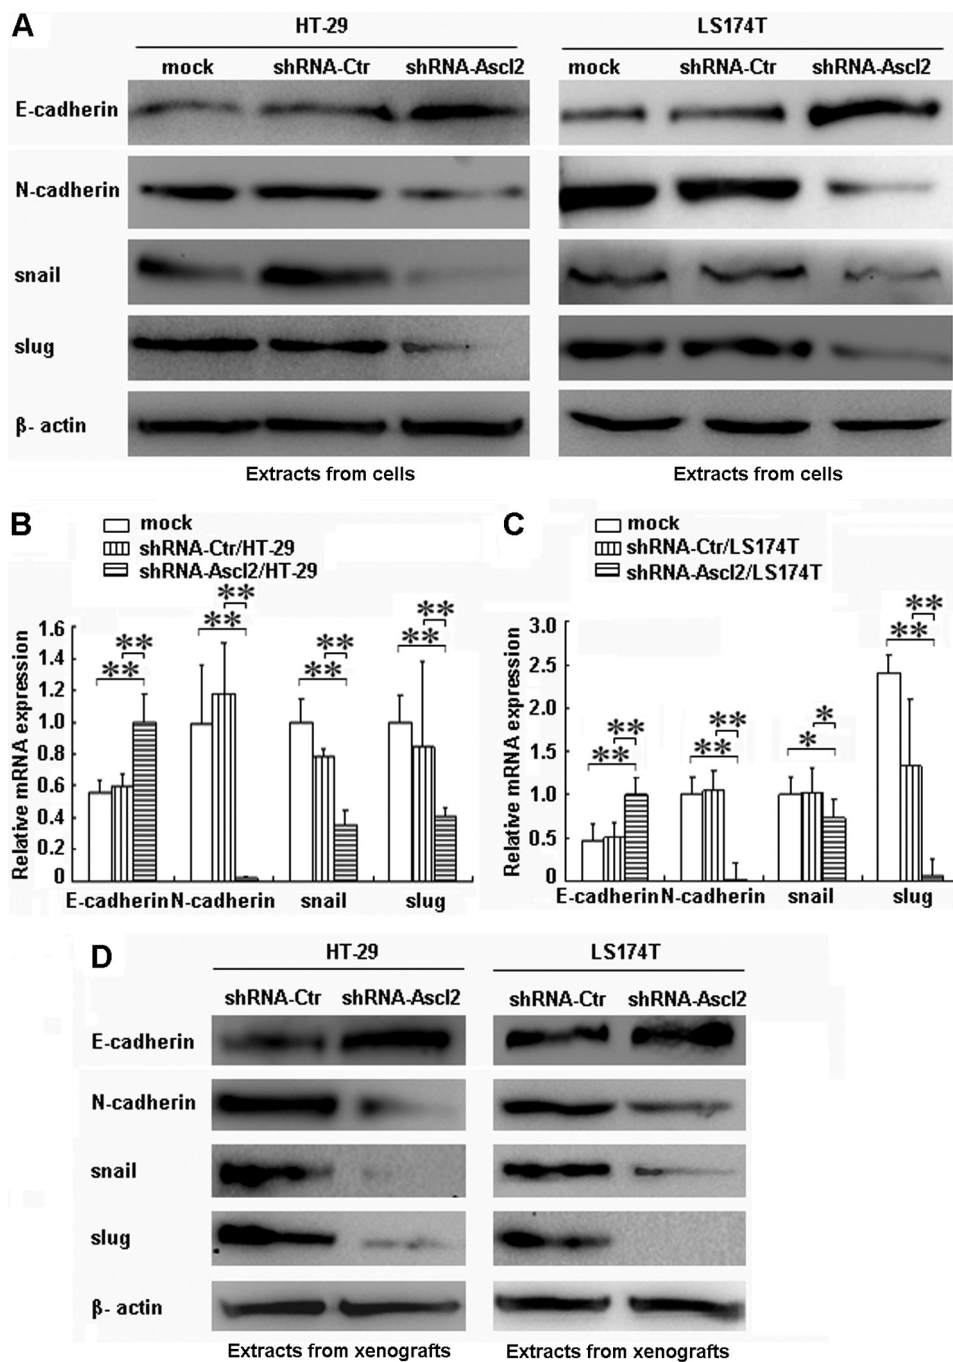 A
HT-29 LS174T
mock shRNA-Ctr shRNA-Ascl2 mock shRNA-Ctr shRNA-Ascl2
E-cadherin
N-cadherin
snail
slug
β- actin
Extracts from cells Extracts from cells
B
mock
shRNA-Ctr/HT-29
shRNA-Ascl2/HT-29
Relative mRNA expression
1.6
1.4
1.2
1.0
0.8
0.6
0.4
0.2
0
** ** ** ** ** ** ** **
E-cadherin N-cadherin snail slug
C
mock
shRNA-Ctr/LS174T
shRNA-Ascl2/LS174T
Relative mRNA expression
3.0
2.5
2.0
1.5
1.0
0.5
0
** ** ** ** * * ** **
E-cadherin N-cadherin snail slug
D
HT-29 LS174T
shRNA-Ctr shRNA-Ascl2 shRNA-Ctr shRNA-Ascl2
E-cadherin
N-cadherin
snail
slug
β- actin
Extracts from xenografts Extracts from xenografts